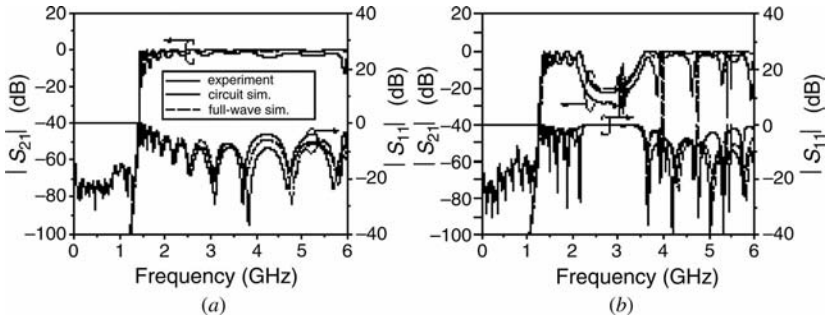 20
0
−20
−40
−60
−80
−100
|S21| (dB)
40
20
0
−20
−40
|S11| (dB)
experiment
circuit sim.
full-wave sim.
0 1 2 3 4 5 6
Frequency (GHz)
(a)
20
0
−20
−40
−60
−80
−100
|S21| (dB)
40
20
0
−20
−40
|S11| (dB)
0 1 2 3 4 5 6
Frequency (GHz)
(b)